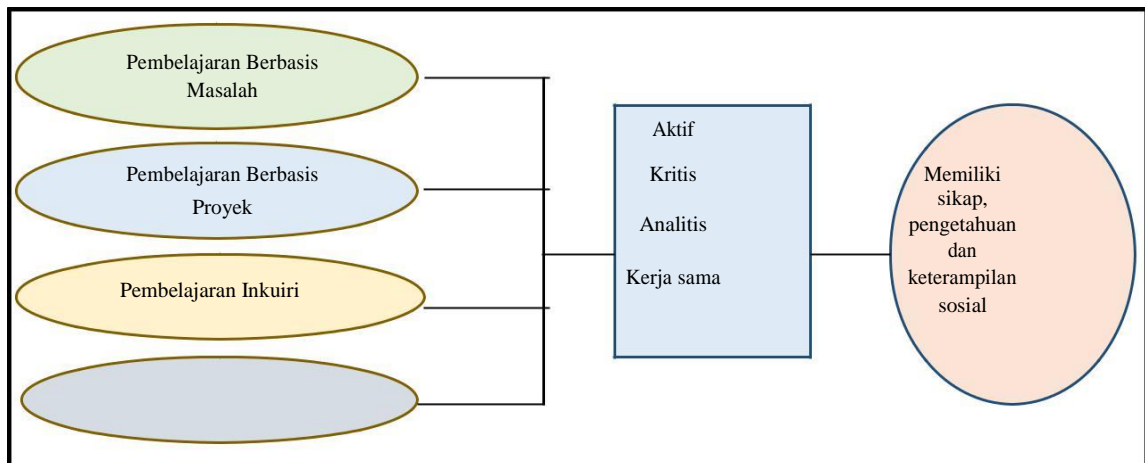 Pembelajaran Berbasis
Masalah
Pembelajaran Berbasis
Proyek
Pembelajaran Inkuiri
Aktif
Kritis
Analitis
Kerja sama
Memiliki
sikap,
pengetahuan
dan
keterampilan
sosial